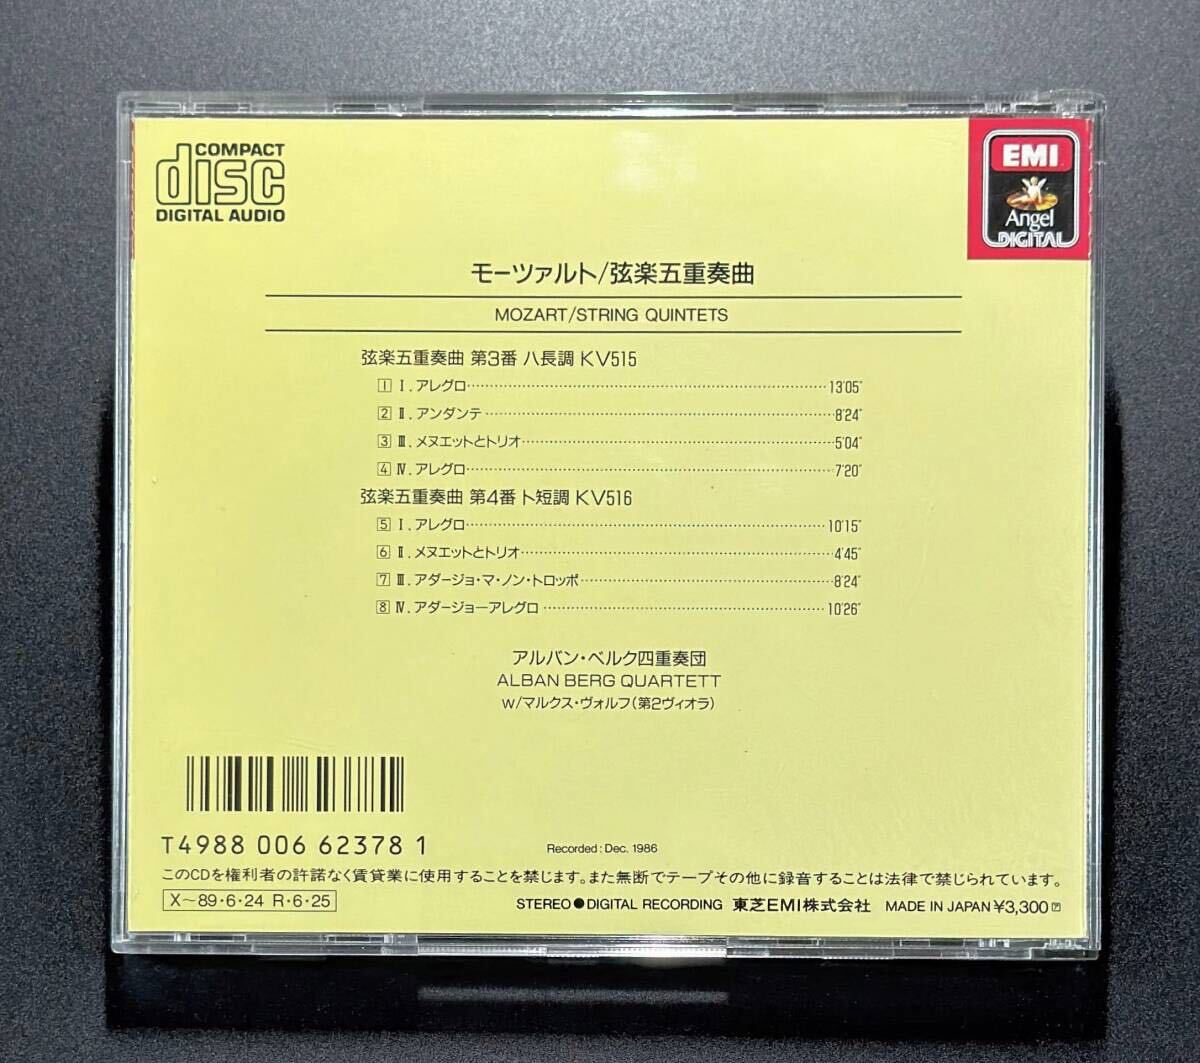 COMPACT
disc
DIGITAL AUDIO
EMI
Angel
DIGITAL
モーツァルト/弦楽五重奏曲
MOZART/STRING QUINTETS
弦楽五重奏曲 第3番 ハ長調 KV515
1 Ⅰ. アレグロ 13'05"
2 Ⅱ. アンダンテ 8'24"
3 Ⅲ. メヌエットとトリオ 5'04"
4 Ⅳ. アレグロ 7'20"
弦楽五重奏曲 第4番 ト短調 KV516
5 Ⅰ. アレグロ 10'15"
6 Ⅱ. メヌエットとトリオ 4'45"
7 Ⅲ. アダージョ・マ・ノン・トロッポ 8'24"
8 Ⅳ. アダージョーアレグロ 10'26"
アルバン・ベルク四重奏団
ALBAN BERG QUARTETT
w/マルクス・ヴォルフ(第2ヴィオラ)
T4988 006 62378 1
Recorded: Dec. 1986
このCDを権利者の許諾なく賃貸業に使用することを禁じます。また無断でテープその他に録音することは法律で禁じられています。
X〜89・6・24 R・6・25
STEREO●DIGITAL RECORDING 東芝EMI株式会社 MADE IN JAPAN ¥3,300